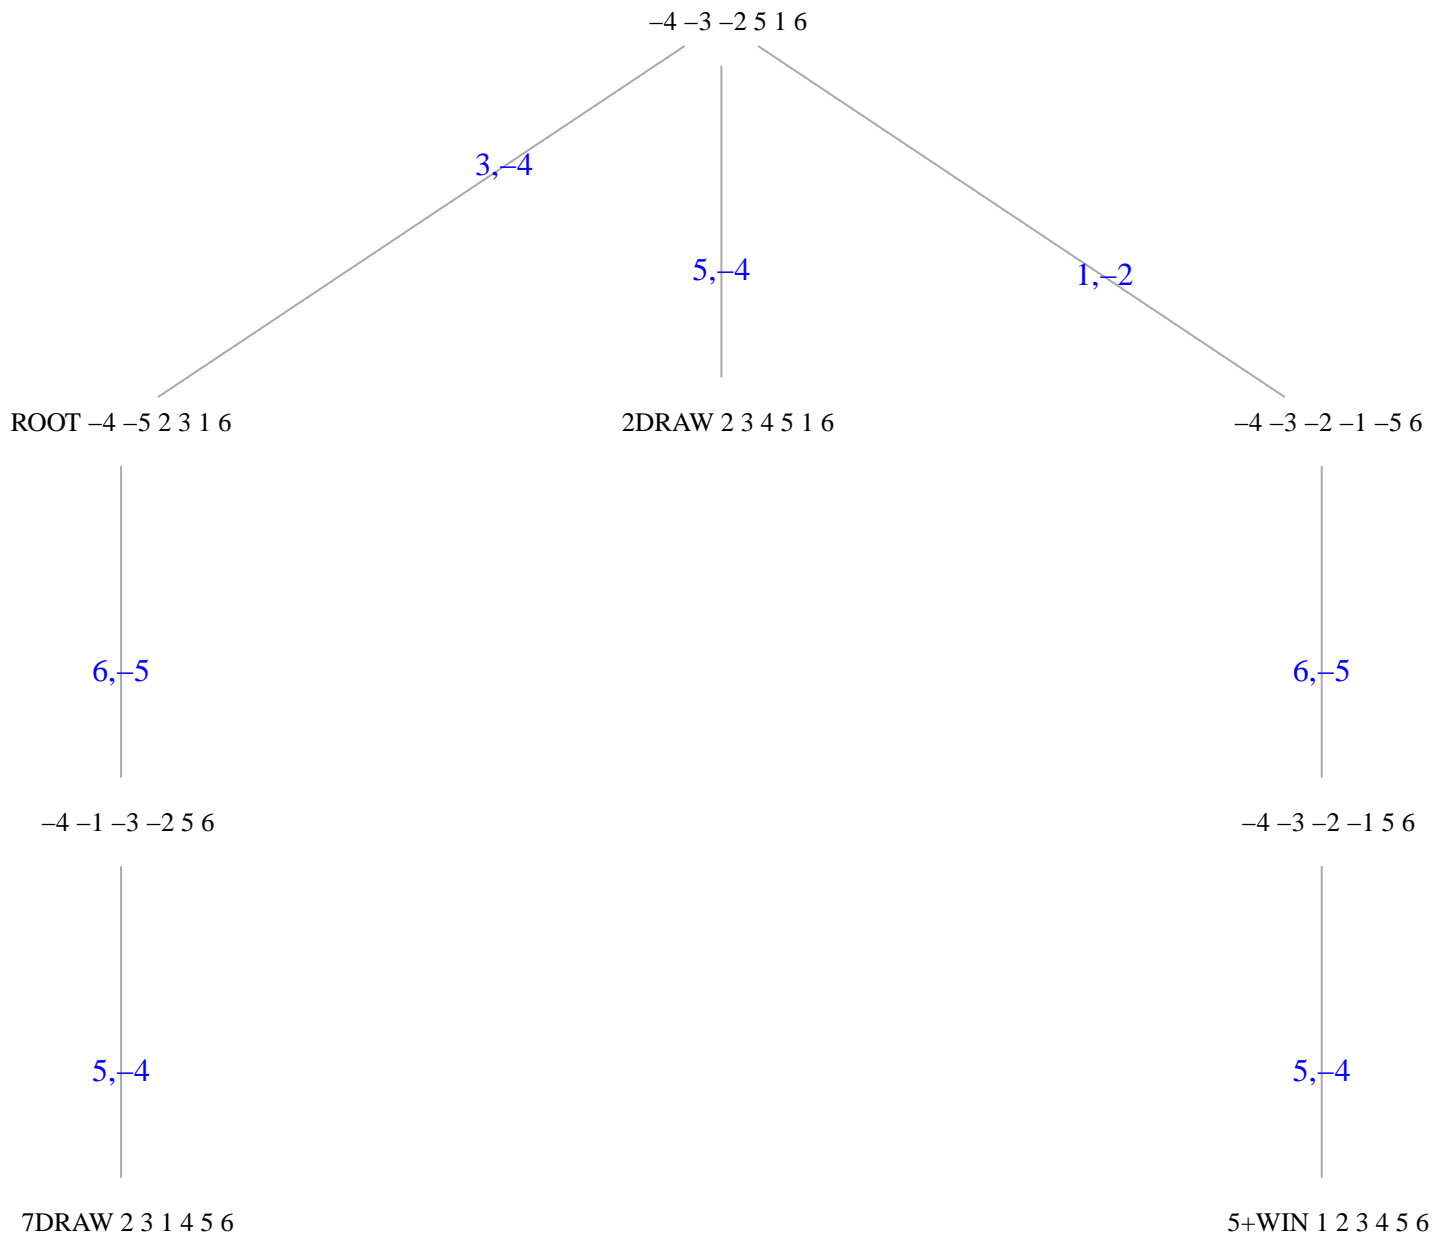 –4 –3 –2 5 1 6
3,–4
5,–4
1,–2
ROOT –4 –5 2 3 1 6
2DRAW 2 3 4 5 1 6
–4 –3 –2 –1 –5 6
6,–5
6,–5
–4 –1 –3 –2 5 6
–4 –3 –2 –1 5 6
5,–4
5,–4
7DRAW 2 3 1 4 5 6
5+WIN 1 2 3 4 5 6